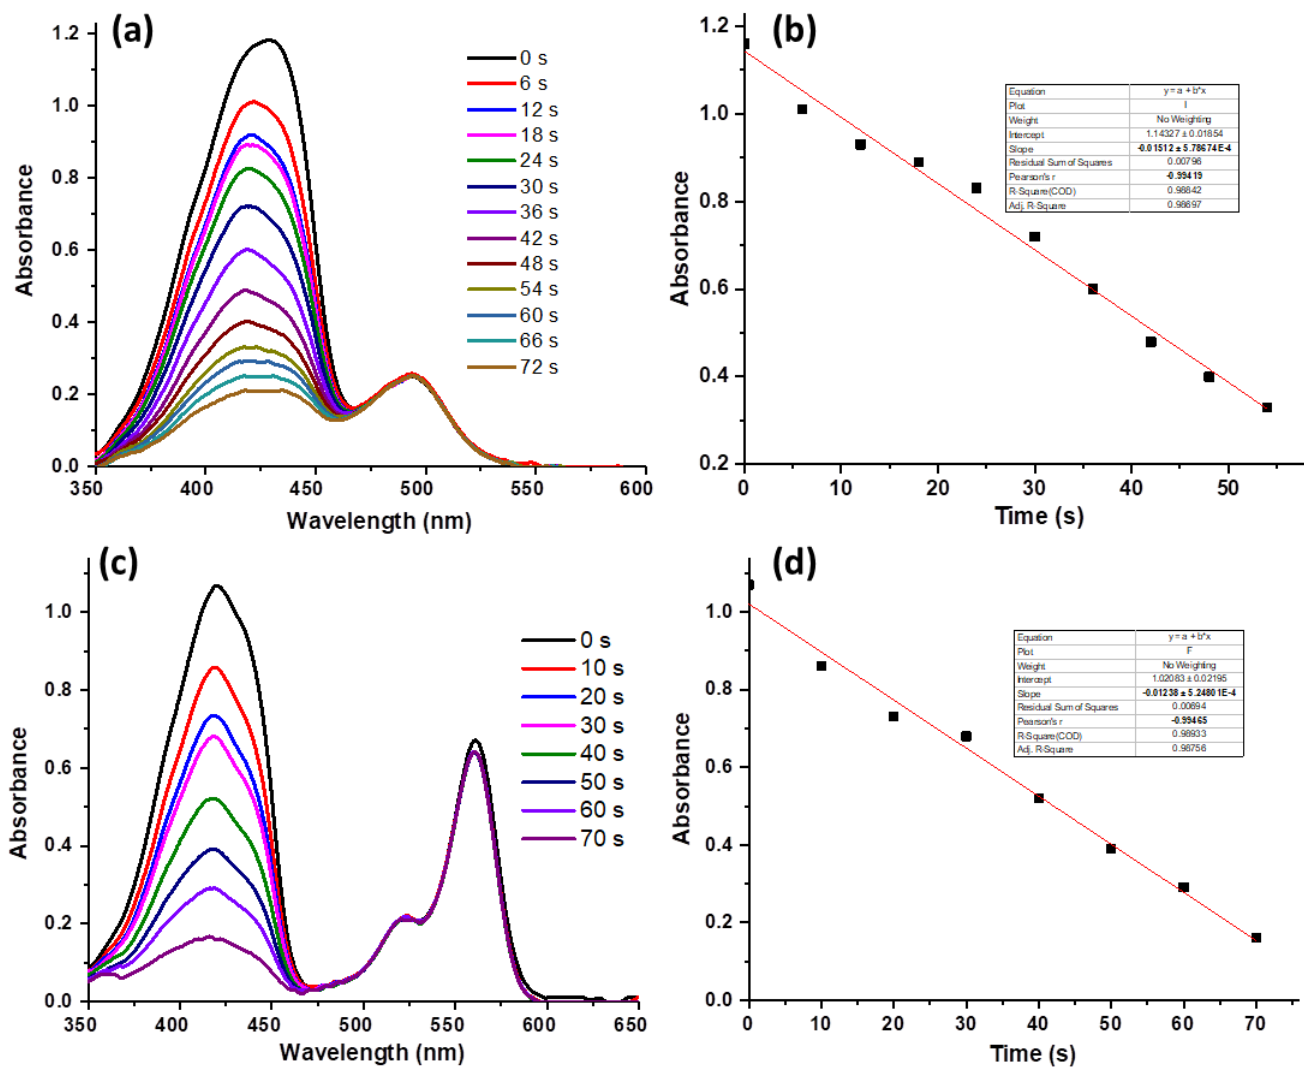 (a)
1.2
1.0
0.8
0.6
0.4
0.2
0.0
Absorbance
350 400 450 500 550 600
Wavelength (nm)
0 s
6 s
12 s
18 s
24 s
30 s
36 s
42 s
48 s
54 s
60 s
66 s
72 s
(b)
1.2
1.0
0.8
0.6
0.4
0.2
Absorbance
0 10 20 30 40 50
Time (s)
Equation y = a + b*x
Plot I
Weight No Weighting
Intercept 1.14327 ± 0.01854
Slope -0.01512 ± 5.78674E-4
Residual Sum of Squares 0.00796
Pearson's r -0.99419
R-Square(COD) 0.98842
Adj. R-Square 0.98697
(c)
1.0
0.8
0.6
0.4
0.2
0.0
Absorbance
350 400 450 500 550 600 650
Wavelength (nm)
0 s
10 s
20 s
30 s
40 s
50 s
60 s
70 s
(d)
1.0
0.8
0.6
0.4
0.2
0.0
Absorbance
0 10 20 30 40 50 60 70
Time (s)
Equation y = a + b*x
Plot F
Weight No Weighting
Intercept 1.02083 ± 0.02195
Slope -0.01238 ± 5.24801E-4
Residual Sum of Squares 0.00694
Pearson's r -0.99465
R-Square(COD) 0.98933
Adj. R-Square 0.98756